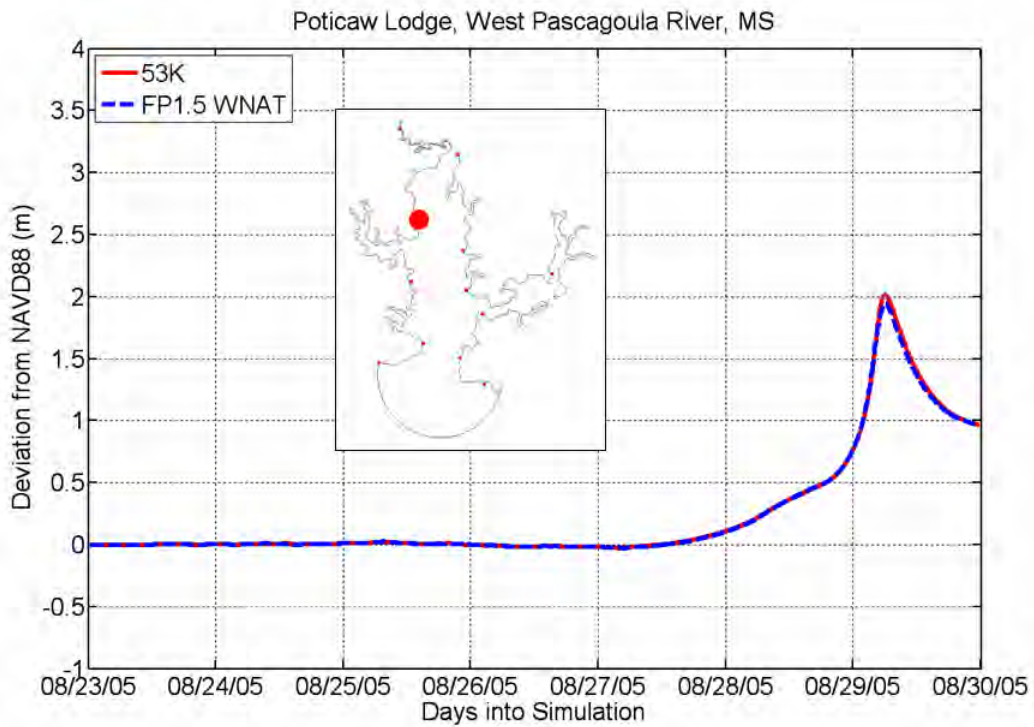 Poticaw Lodge, West Pascagoula River, MS
53K
FP1.5 WNAT
Deviation from NAVD88 (m)
4
3.5
3
2.5
2
1.5
1
0.5
0
-0.5
-1
08/23/05 08/24/05 08/25/05 08/26/05 08/27/05 08/28/05 08/29/05 08/30/05
Days into Simulation